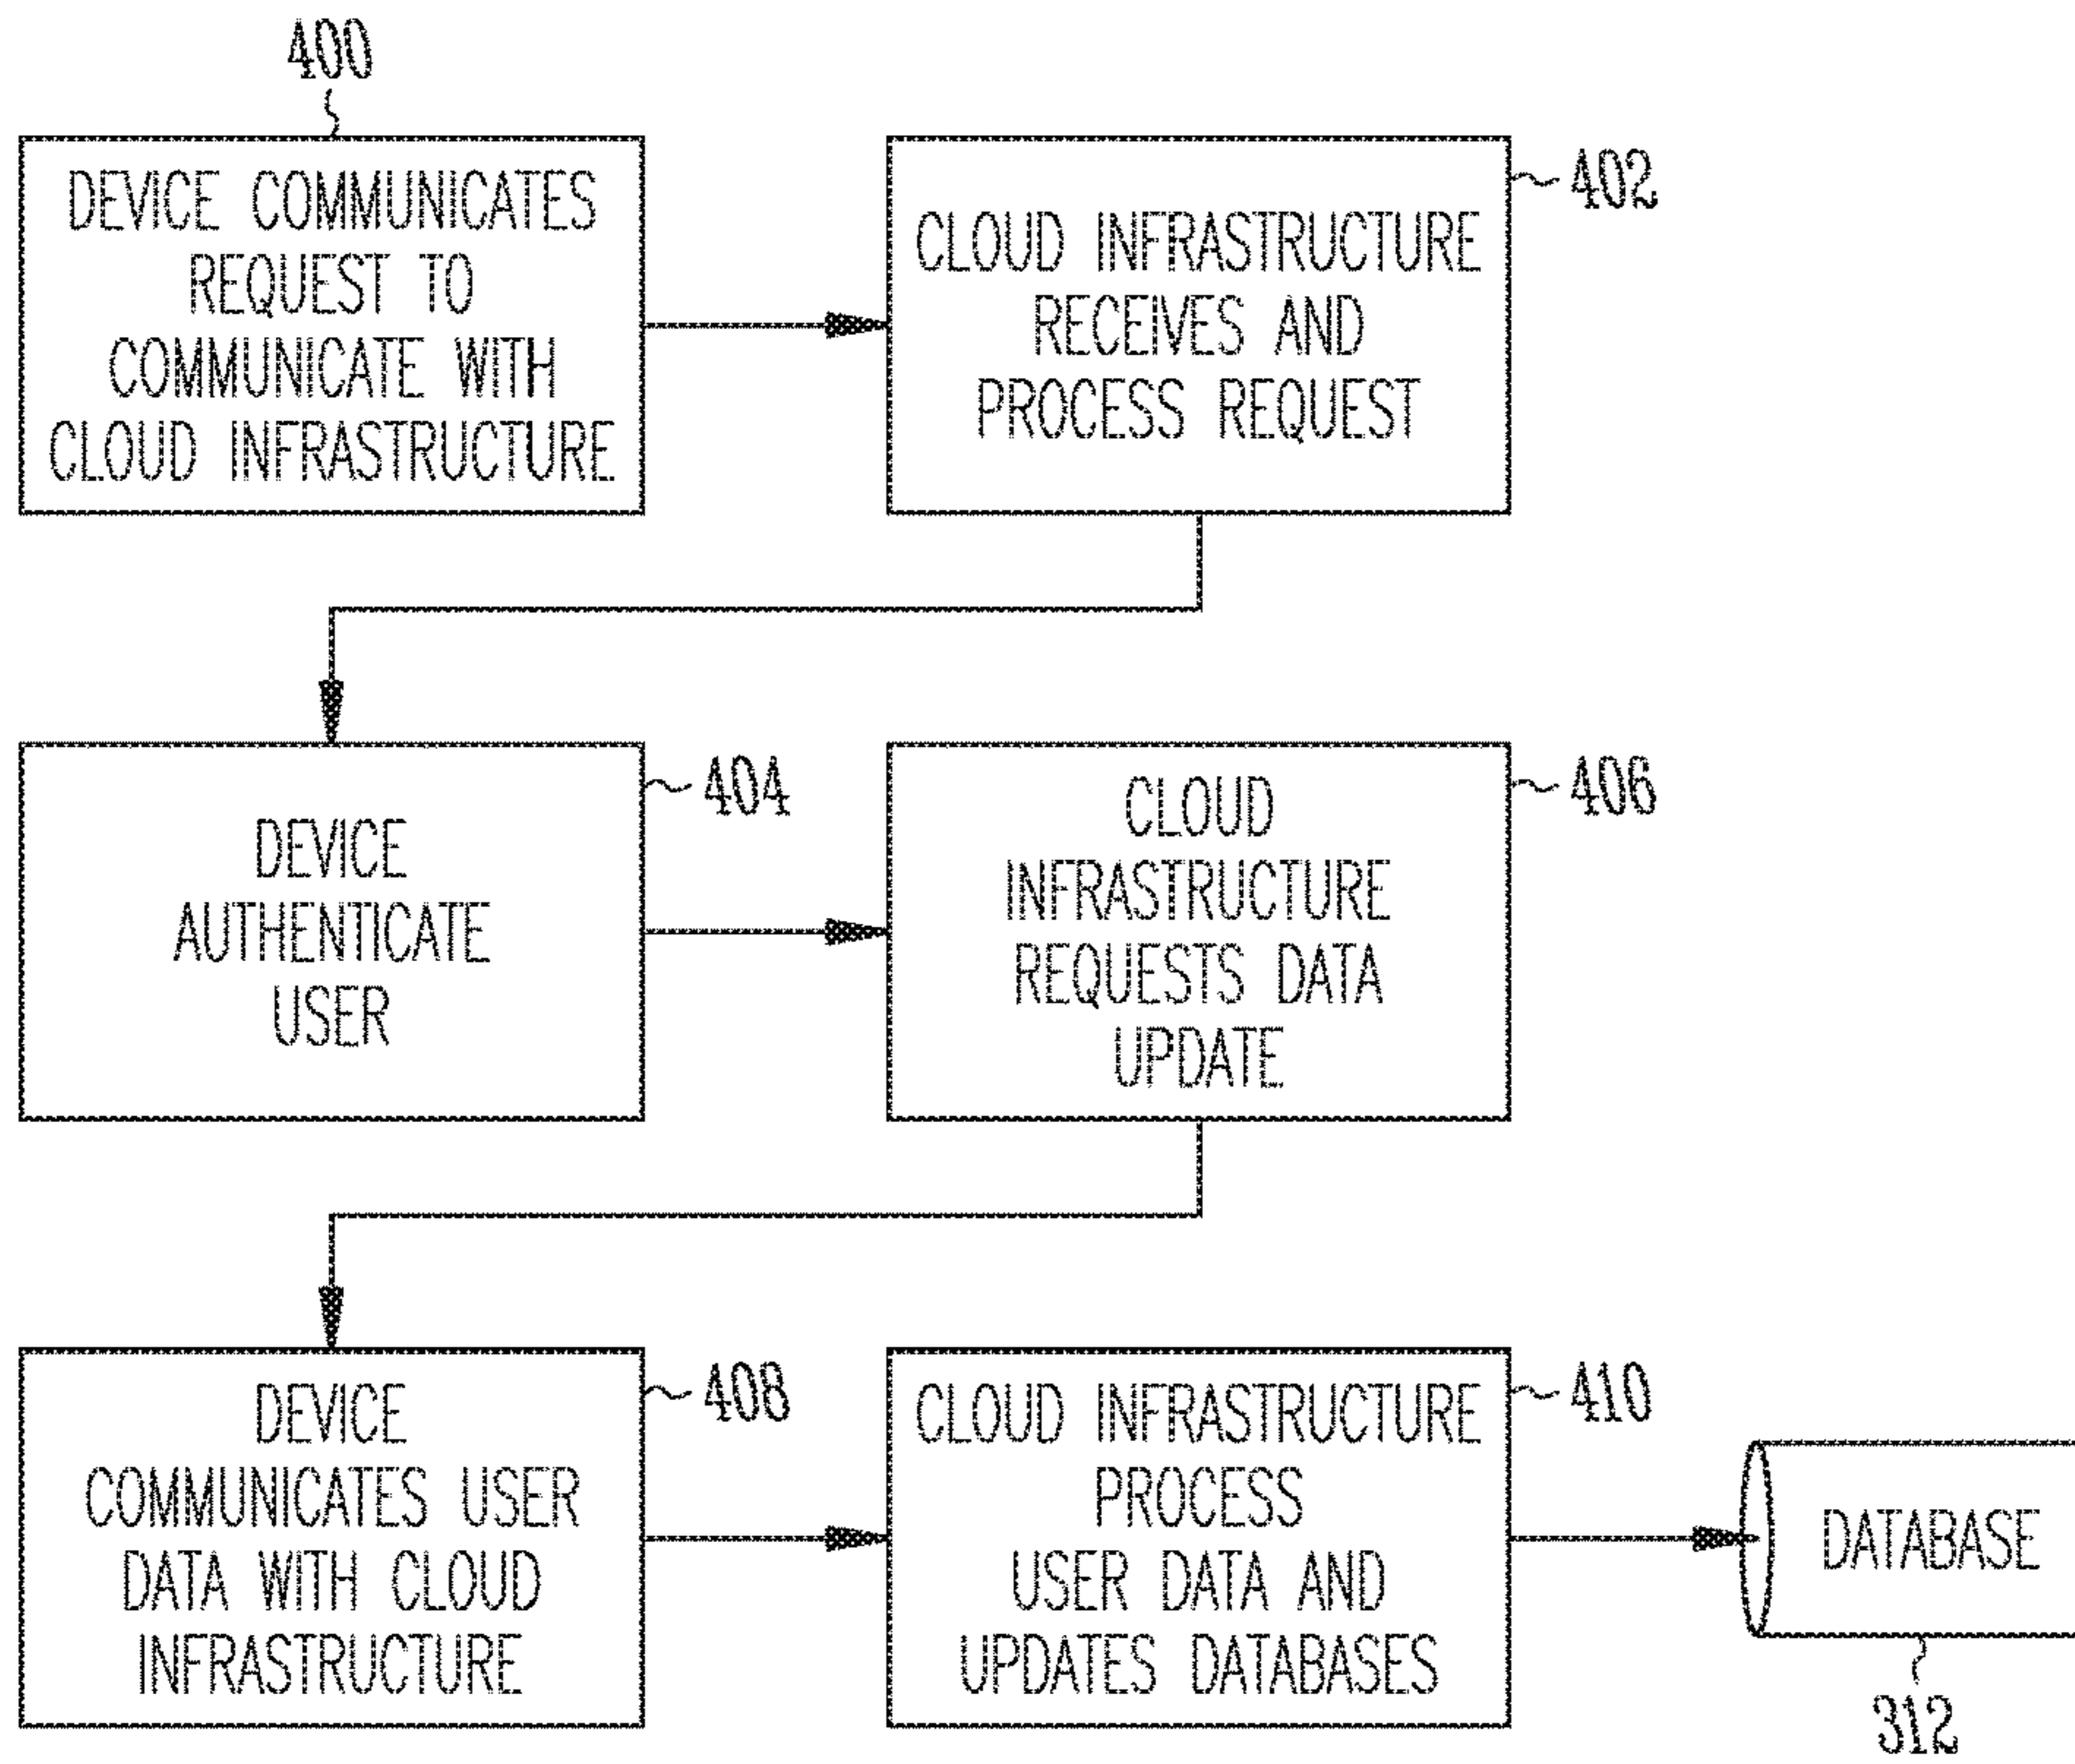 400
DEVICE COMMUNICATES
REQUEST TO
COMMUNICATE WITH
CLOUD INFRASTRUCTURE
402
CLOUD INFRASTRUCTURE
RECEIVES AND
PROCESS REQUEST
404
DEVICE
AUTHENTICATE
USER
406
CLOUD
INFRASTRUCTURE
REQUESTS DATA
UPDATE
408
DEVICE
COMMUNICATES USER
DATA WITH CLOUD
INFRASTRUCTURE
410
CLOUD INFRASTRUCTURE
PROCESS
USER DATA AND
UPDATES DATABASES
DATABASE
312